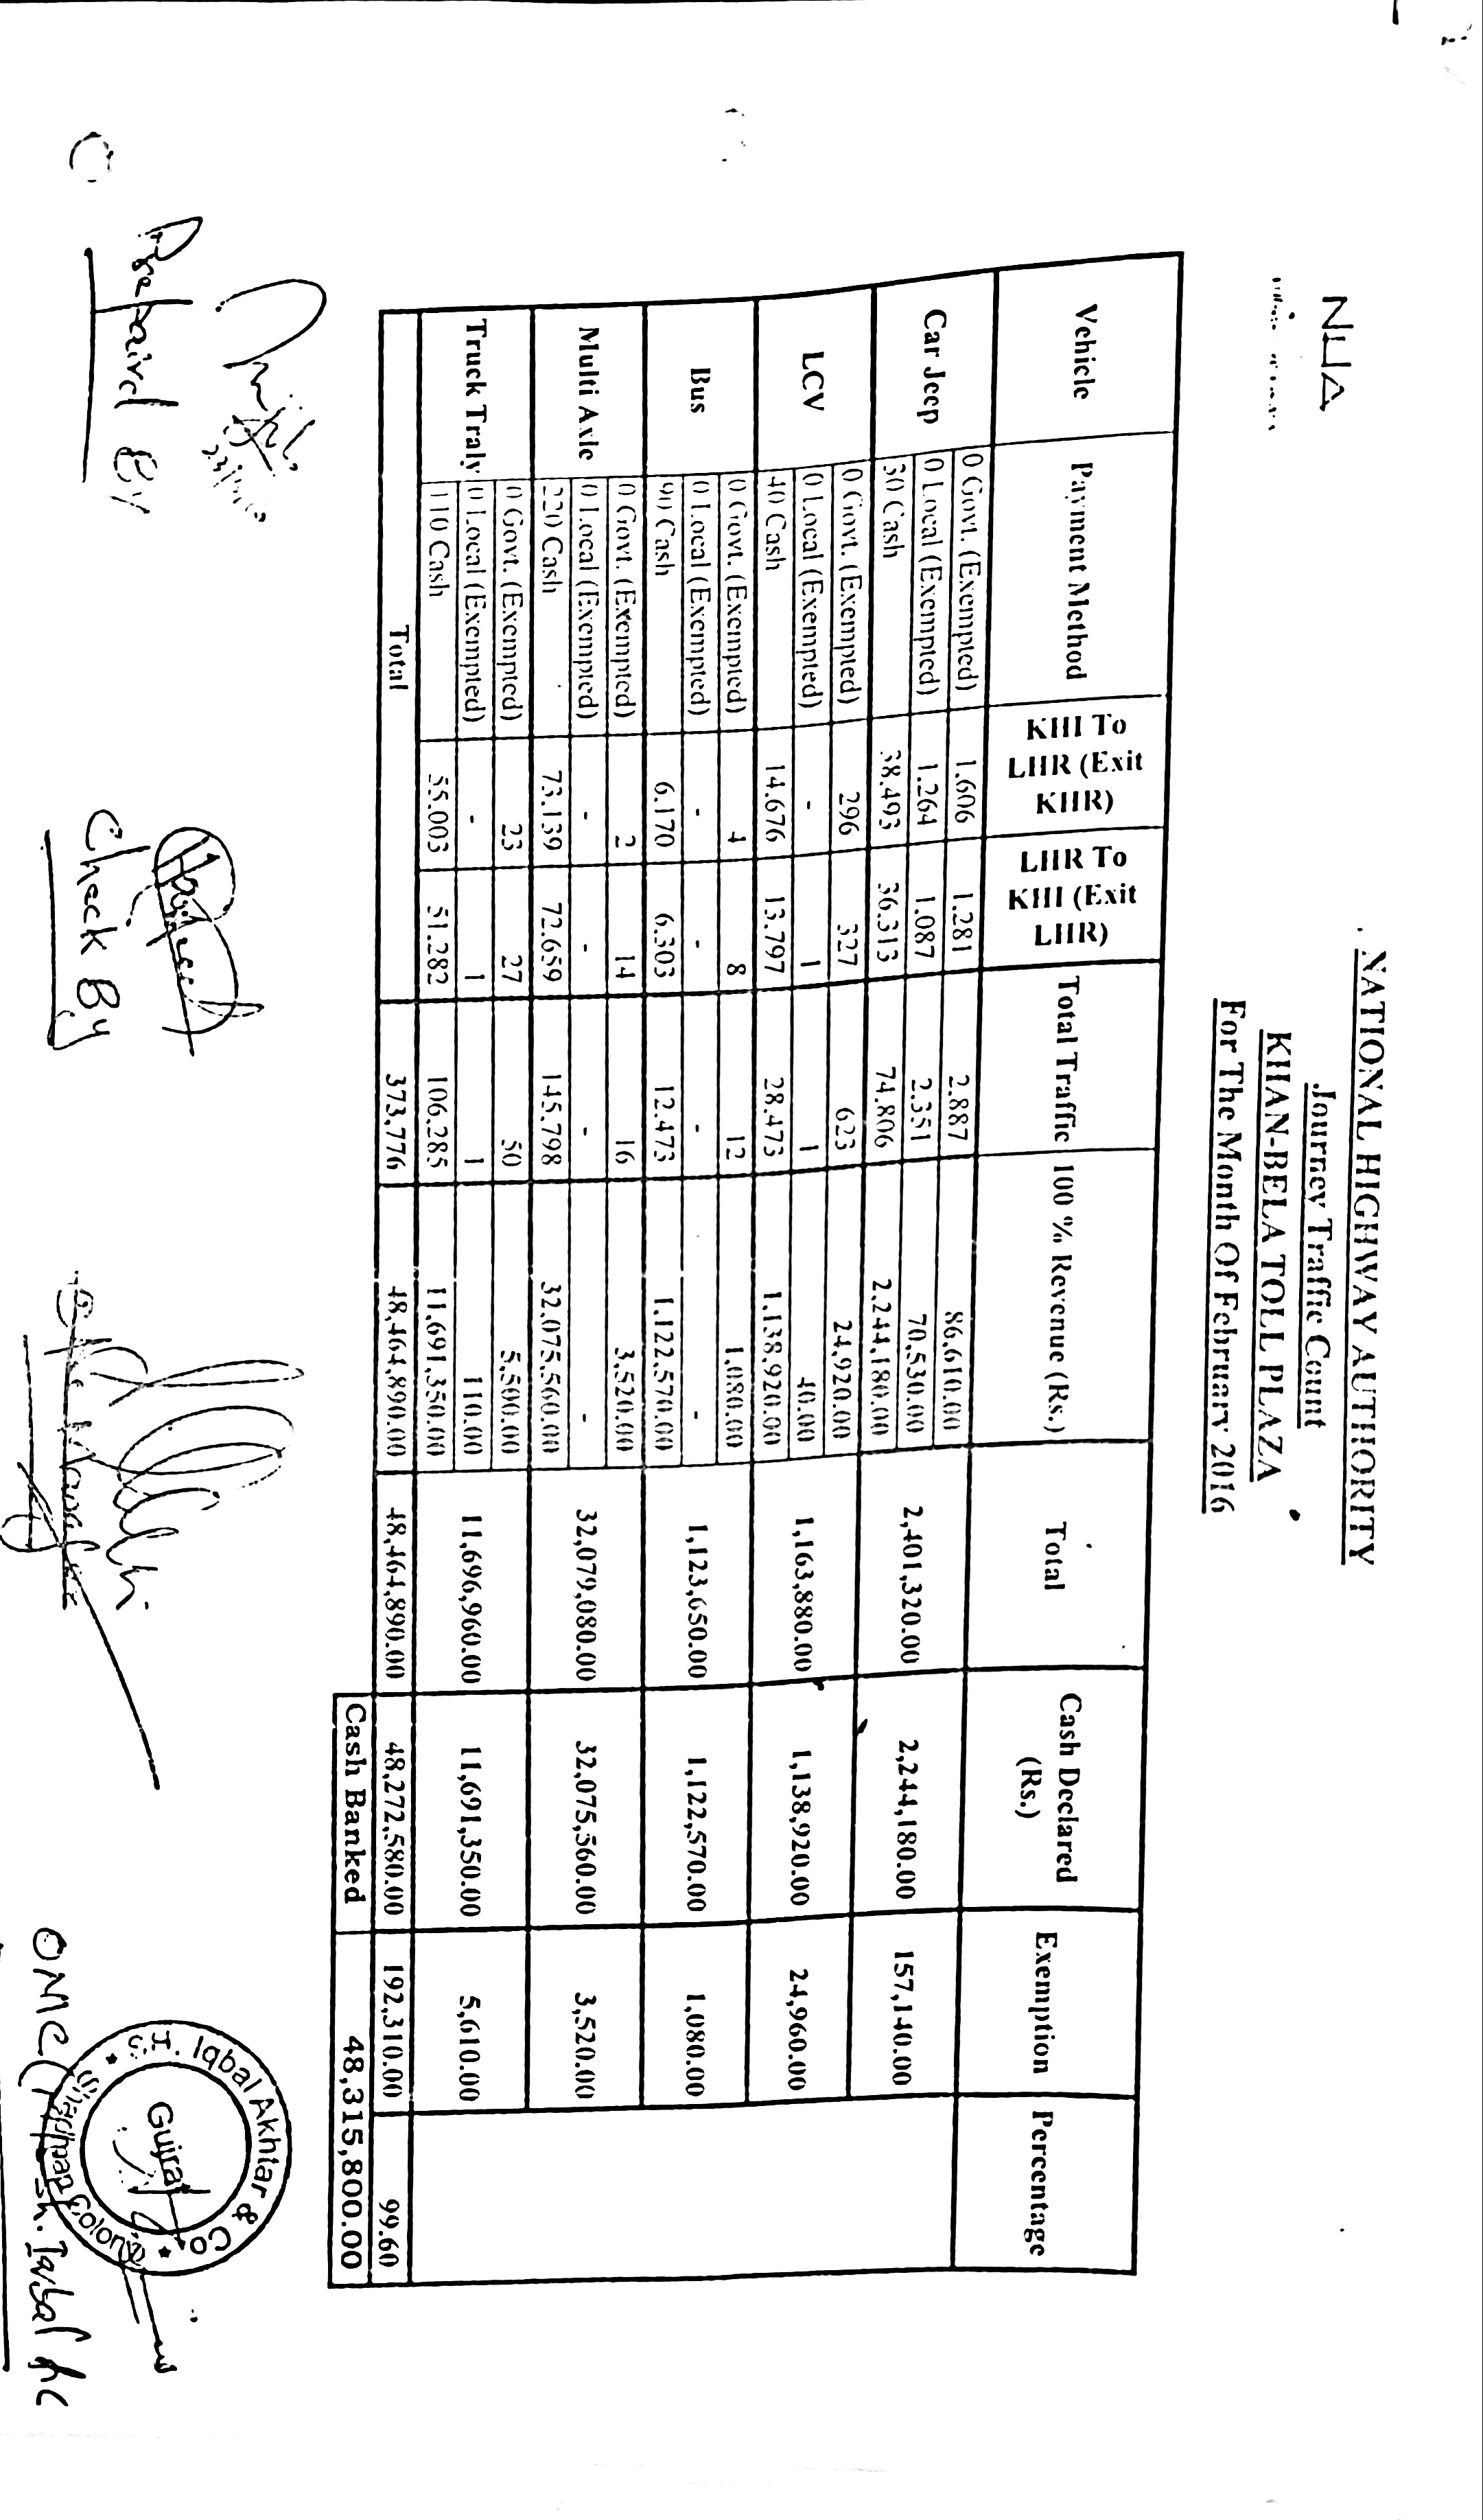 NHA
NATIONAL HIGHWAY AUTHORITY
Journey Traffic Count
KHAN-BELA TOLL PLAZA
For The Month Of February 2016
Vehicle Payment Method KHI To LHR (Exit KHR) LHR To KHI (Exit LHR) Total Traffic 100 % Revenue (Rs.) Total Cash Declared (Rs.) Exemption Percentage
0 Govt. (Exempted) 1,606 1,281 2,887 86,610.00
Car Jeep 0 Local (Exempted) 1,264 1,087 2,351 70,530.00 2,401,320.00 2,244,180.00 157,140.00
30 Cash 38,493 36,313 74,806 2,244,180.00
0 Govt. (Exempted) 296 327 623 24,920.00
LCV 0 Local (Exempted) - 1 1 40.00 1,163,880.00 1,138,920.00 24,960.00
40 Cash 14,676 13,797 28,473 1,138,920.00
0 Govt. (Exempted) 4 8 12 1,080.00
Bus 0 Local (Exempted) - - - - 1,123,650.00 1,122,570.00 1,080.00
90 Cash 6,170 6,303 12,473 1,122,570.00
0 Govt. (Exempted) 2 14 16 3,520.00
Multi Axle 0 Local (Exempted) - - - - 32,079,080.00 32,075,560.00 3,520.00
220 Cash 73,139 72,659 145,798 32,075,560.00
0 Govt. (Exempted) 23 27 50 5,500.00
Truck Traly 0 Local (Exempted) - 1 1 110.00 11,696,960.00 11,691,350.00 5,610.00
110 Cash 55,003 51,282 106,285 11,691,350.00
Total 373,776 48,464,890.00 48,464,890.00 48,272,580.00 192,310.00 99.60
Cash Banked 48,315,800.00
Prepaired By
Check By
Manager
CH. Iqbal Akhtar & Co
Gujrat
Colony
OMC